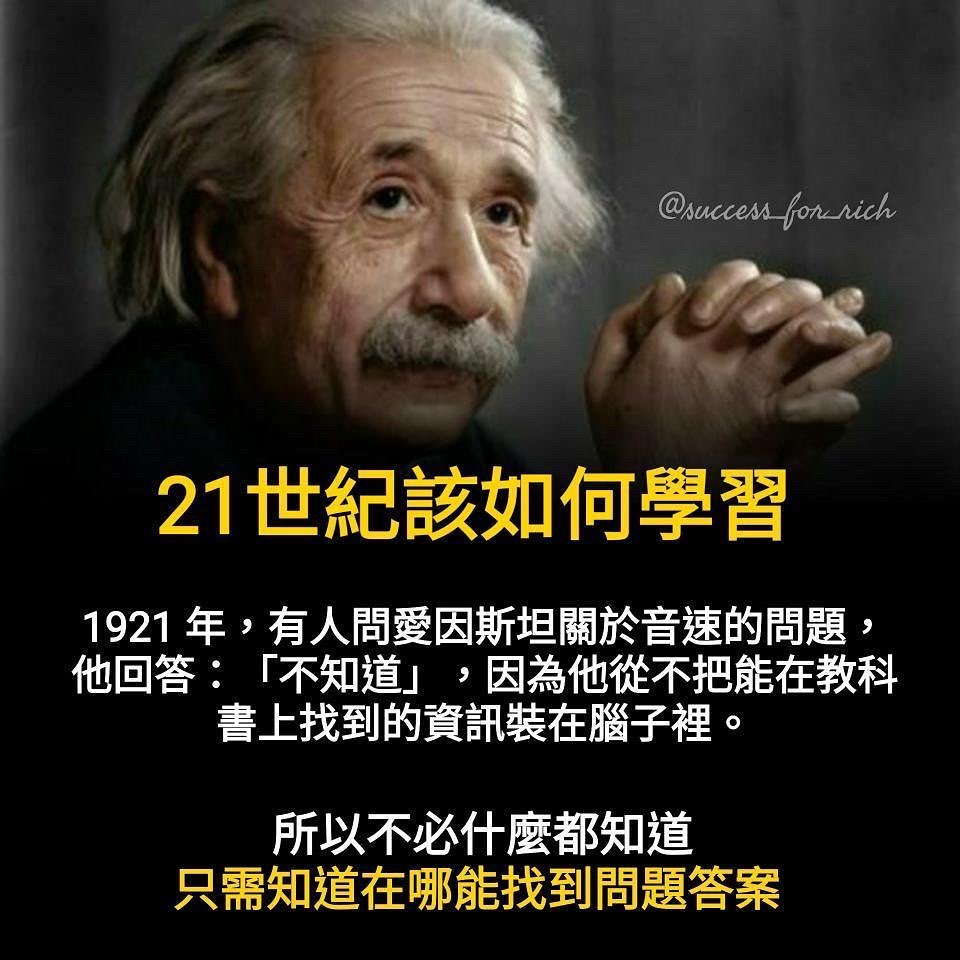 @success_for_rich
21世紀該如何學習
1921 年，有人問愛因斯坦關於音速的問題，
他回答：「不知道」，因為他從不把能在教科
書上找到的資訊裝在腦子裡。
所以不必什麼都知道
只需知道在哪能找到問題答案